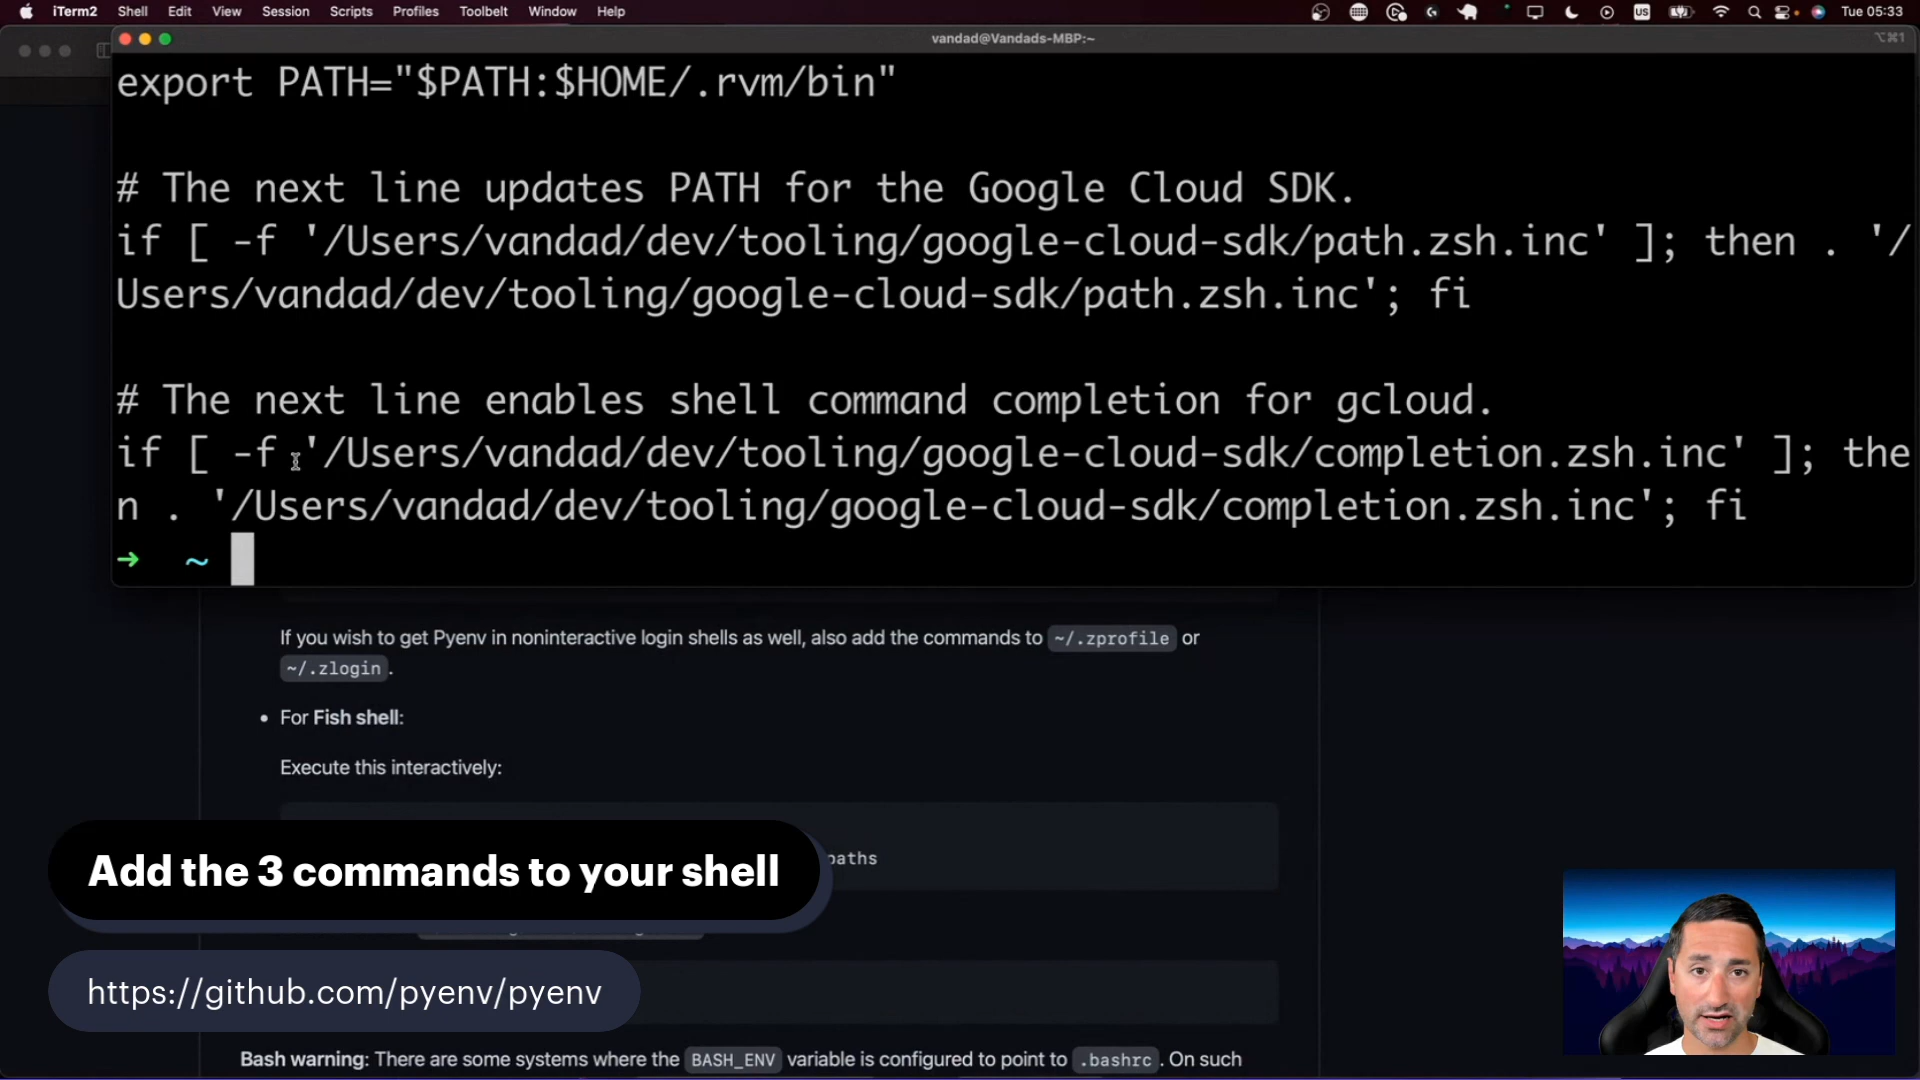 iTerm2 Shell Edit View Session Scripts Profiles Toolbelt Window Help US Tue 05:33
vandad@Vandads-MBP:~ ⌥⌘1
export PATH="$PATH:$HOME/.rvm/bin"
# The next line updates PATH for the Google Cloud SDK.
if [ -f '/Users/vandad/dev/tooling/google-cloud-sdk/path.zsh.inc' ]; then . '/
Users/vandad/dev/tooling/google-cloud-sdk/path.zsh.inc'; fi
# The next line enables shell command completion for gcloud.
if [ -f '/Users/vandad/dev/tooling/google-cloud-sdk/completion.zsh.inc' ]; the
n . '/Users/vandad/dev/tooling/google-cloud-sdk/completion.zsh.inc'; fi
➜ ~
If you wish to get Pyenv in noninteractive login shells as well, also add the commands to ~/.zprofile or
~/.zlogin.
• For Fish shell:
Execute this interactively:
paths
Add the 3 commands to your shell
https://github.com/pyenv/pyenv
Bash warning: There are some systems where the BASH_ENV variable is configured to point to .bashrc. On such